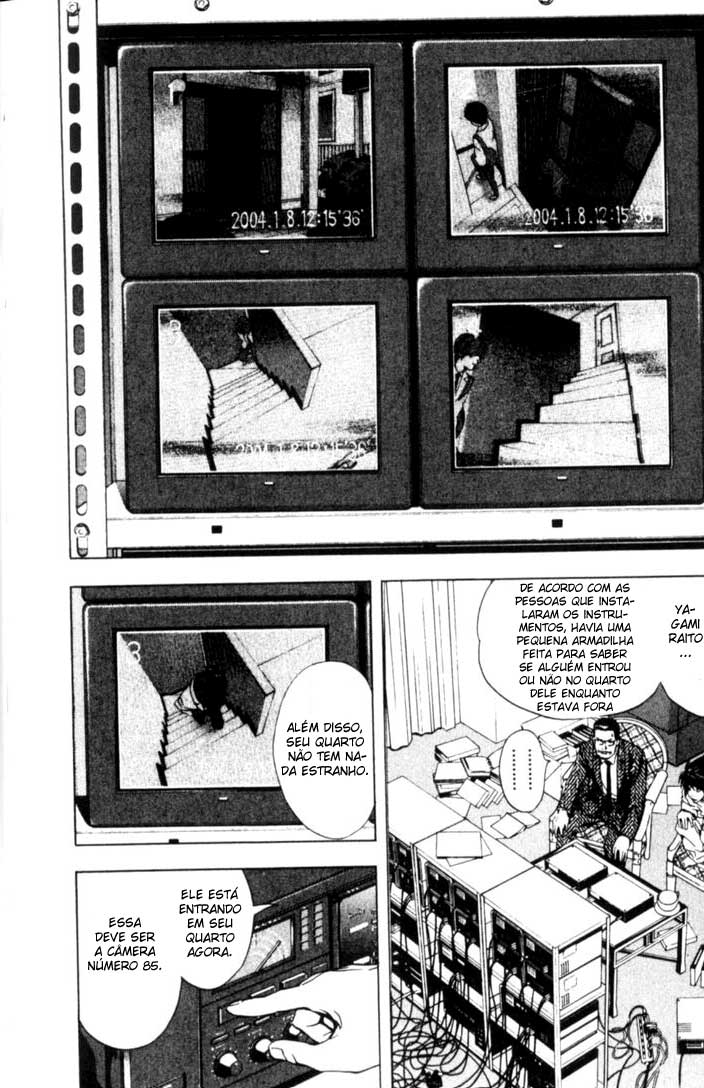 2004.1.8.12:15'36'
2004.1.8.12:15'36
3
YA-
GAMI
RAITO
...
DE ACORDO COM AS
PESSOAS QUE INSTA-
LARAM OS INSTRU-
MENTOS, HAVIA UMA
PEQUENA ARMADILHA
FEITA PARA SABER
SE ALGUÉM ENTROU
OU NÃO NO QUARTO
DELE ENQUANTO
ESTAVA FORA
ALÉM DISSO,
SEU QUARTO
NÃO TEM NA-
DA ESTRANHO.
ELE ESTÁ
ENTRANDO
EM SEU
QUARTO
AGORA.
ESSA
DEVE SER
A CÂMERA
NÚMERO 85.